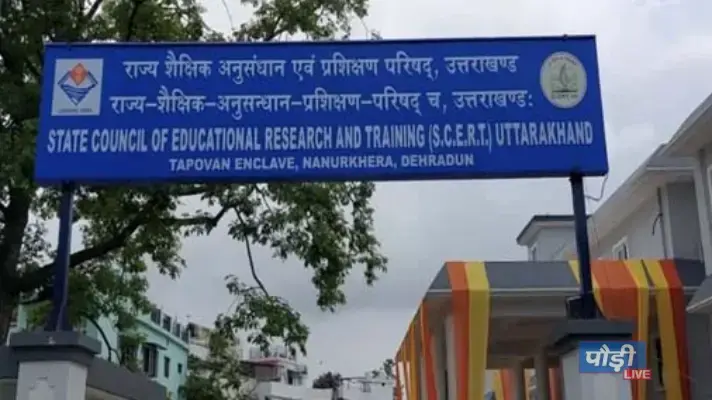 राज्य शैक्षिक अनुसंधान एवं प्रशिक्षण परिषद्, उत्तराखण्ड
राज्य-शैक्षिक-अनुसन्धान-प्रशिक्षण-परिषद् च, उत्तराखण्ड:
STATE COUNCIL OF EDUCATIONAL RESEARCH AND TRAINING (S.C.E.R.T.) UTTARAKHAND
TAPOVAN ENCLAVE, NANURKHERA, DEHRADUN
पौड़ी
LIVE